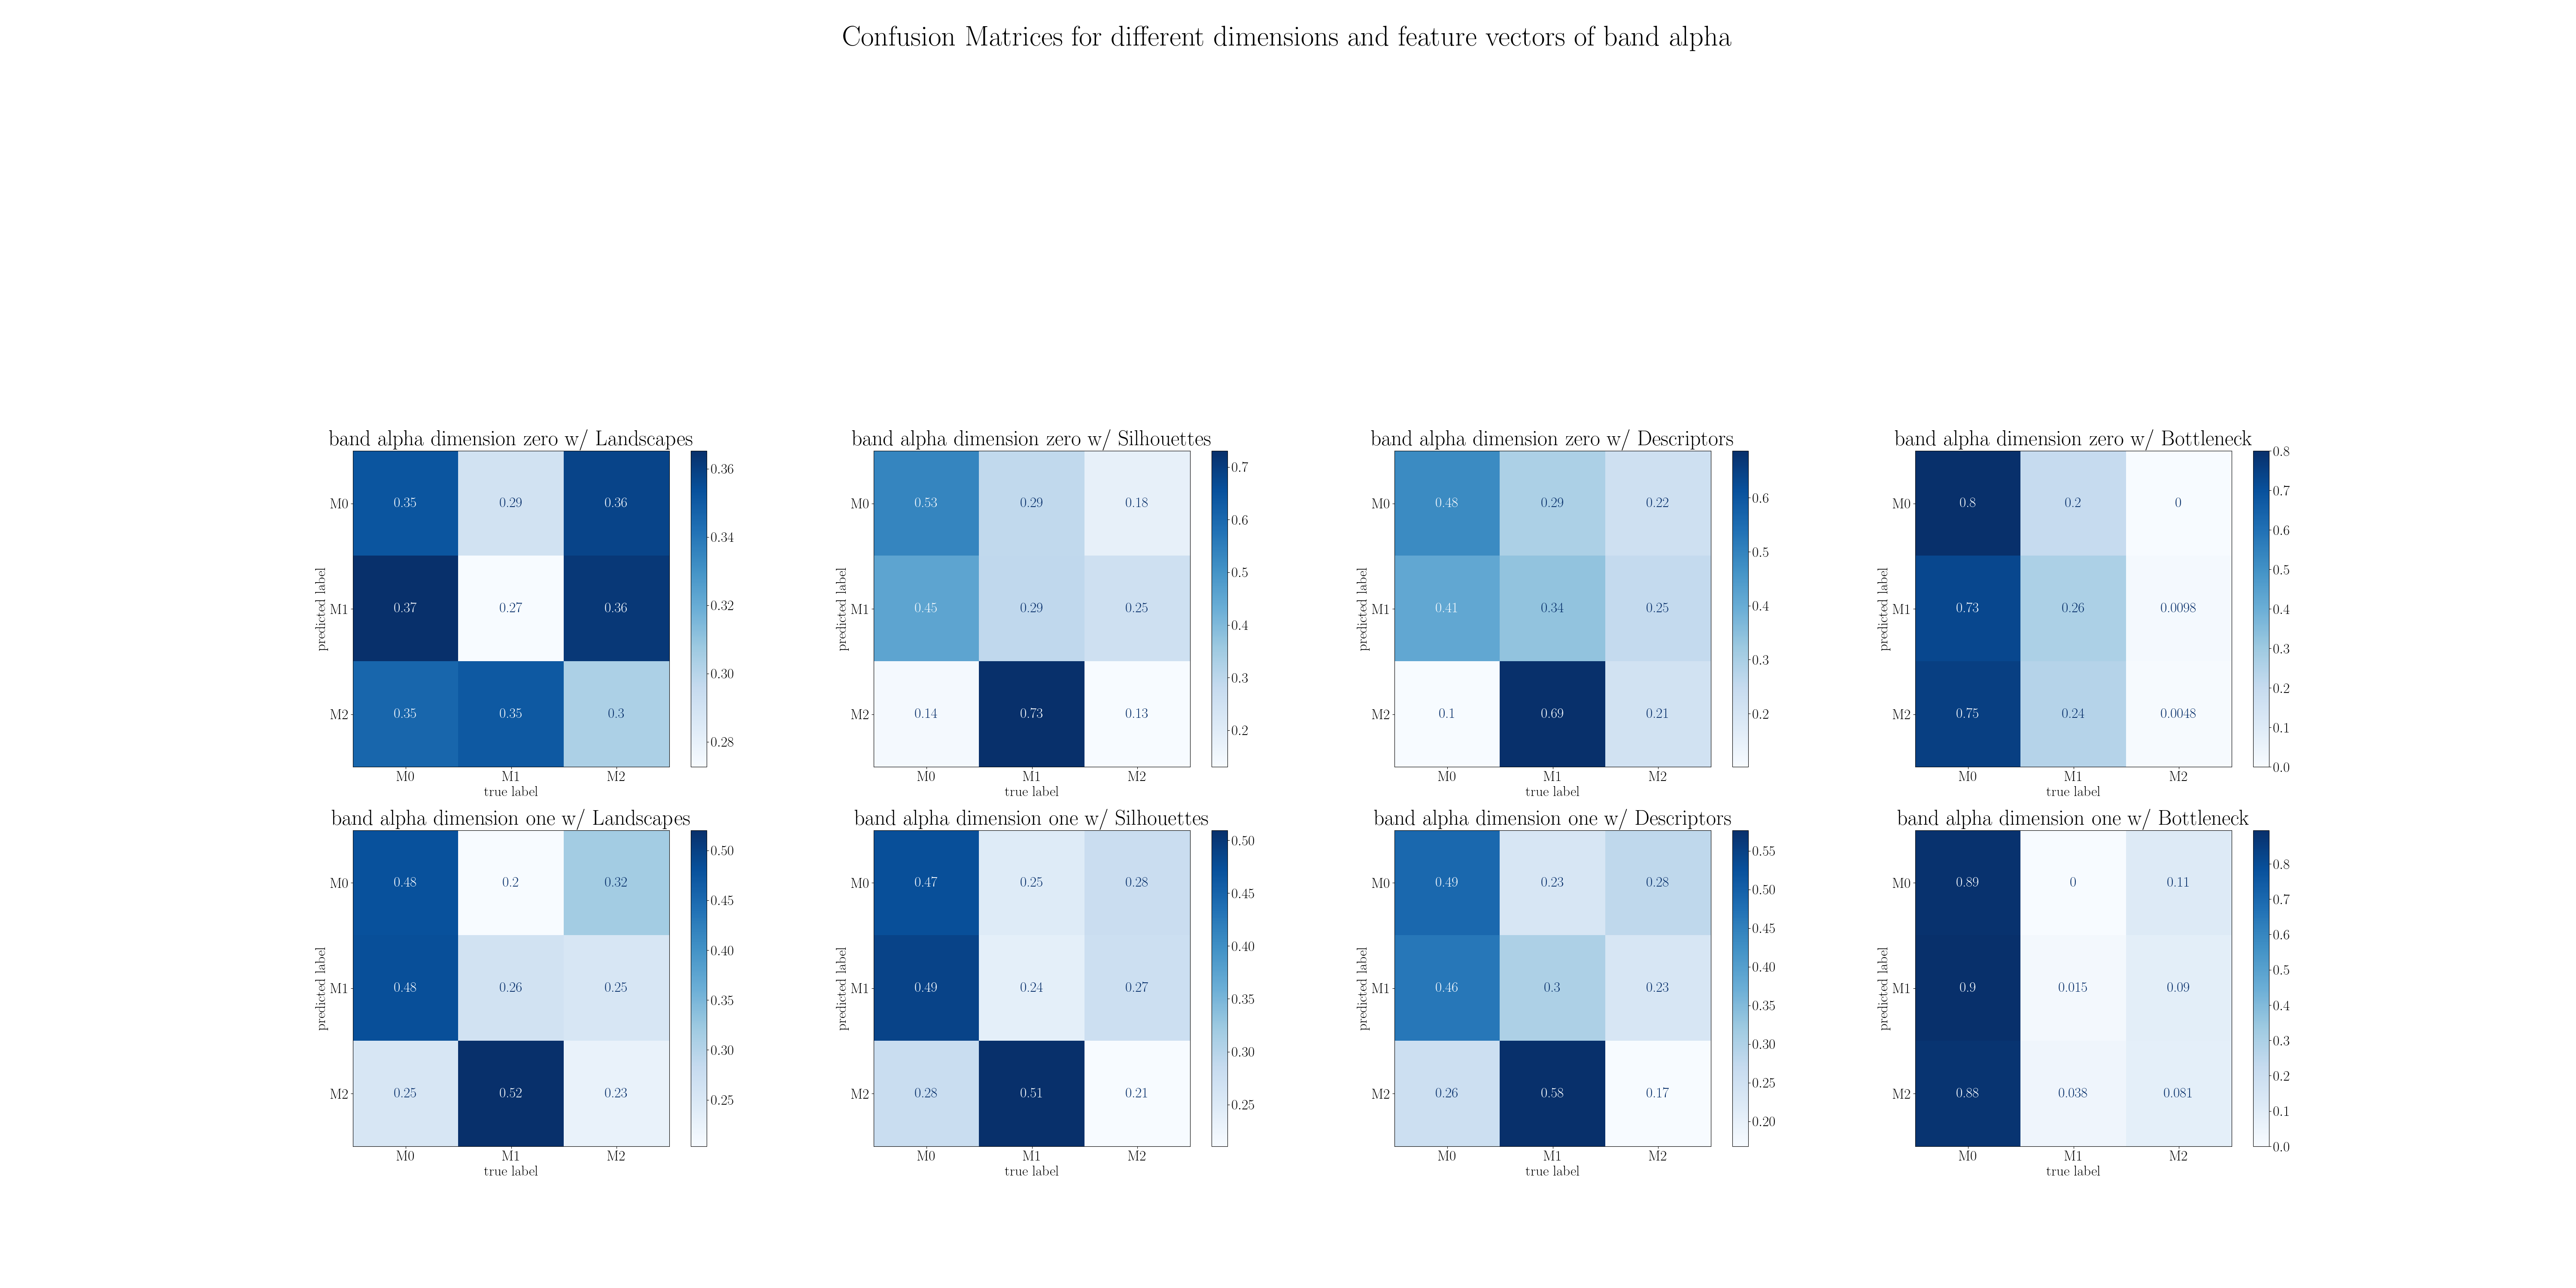 Confusion Matrices for different dimensions and feature vectors of band alpha
band alpha dimension zero w/ Landscapes
predicted label
M0 0.35 0.29 0.36
M1 0.37 0.27 0.36
M2 0.35 0.35 0.3
M0 M1 M2
true label
0.36
0.34
0.32
0.30
0.28
band alpha dimension zero w/ Silhouettes
predicted label
M0 0.53 0.29 0.18
M1 0.45 0.29 0.25
M2 0.14 0.73 0.13
M0 M1 M2
true label
0.7
0.6
0.5
0.4
0.3
0.2
band alpha dimension zero w/ Descriptors
predicted label
M0 0.48 0.29 0.22
M1 0.41 0.34 0.25
M2 0.1 0.69 0.21
M0 M1 M2
true label
0.6
0.5
0.4
0.3
0.2
band alpha dimension zero w/ Bottleneck
predicted label
M0 0.8 0.2 0
M1 0.73 0.26 0.0098
M2 0.75 0.24 0.0048
M0 M1 M2
true label
0.8
0.7
0.6
0.5
0.4
0.3
0.2
0.1
0.0
band alpha dimension one w/ Landscapes
predicted label
M0 0.48 0.2 0.32
M1 0.48 0.26 0.25
M2 0.25 0.52 0.23
M0 M1 M2
true label
0.50
0.45
0.40
0.35
0.30
0.25
band alpha dimension one w/ Silhouettes
predicted label
M0 0.47 0.25 0.28
M1 0.49 0.24 0.27
M2 0.28 0.51 0.21
M0 M1 M2
true label
0.50
0.45
0.40
0.35
0.30
0.25
band alpha dimension one w/ Descriptors
predicted label
M0 0.49 0.23 0.28
M1 0.46 0.3 0.23
M2 0.26 0.58 0.17
M0 M1 M2
true label
0.55
0.50
0.45
0.40
0.35
0.30
0.25
0.20
band alpha dimension one w/ Bottleneck
predicted label
M0 0.89 0 0.11
M1 0.9 0.015 0.09
M2 0.88 0.038 0.081
M0 M1 M2
true label
0.8
0.7
0.6
0.5
0.4
0.3
0.2
0.1
0.0